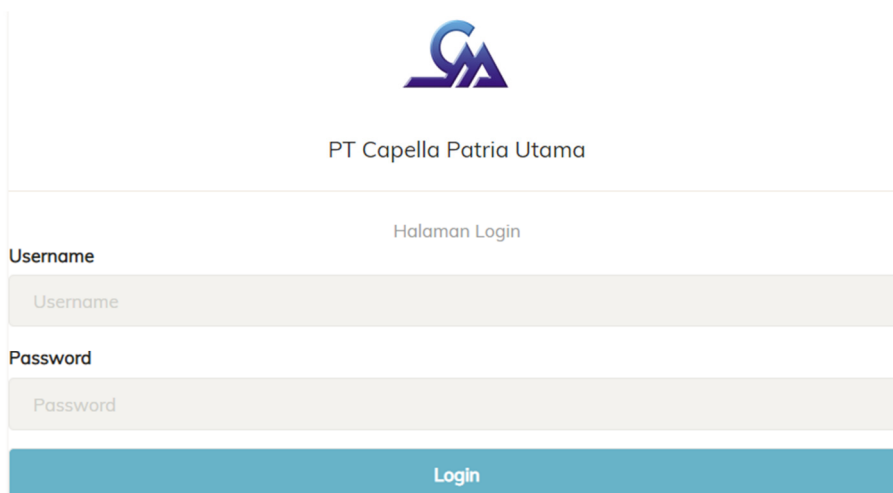 PT Capella Patria Utama
Halaman Login
Username
Username
Password
Password
Login